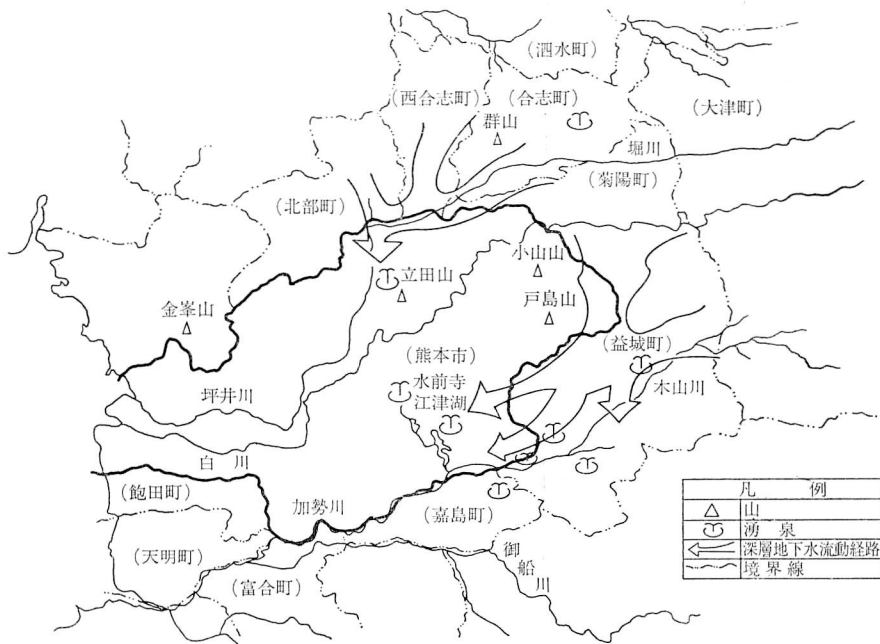 (泗水町)
(西合志町)
(合志町)
(大津町)
群山
堀川
(菊陽町)
(北部町)
小山山
立田山
戸島山
金峯山
(益城町)
(熊本市)
水前寺
江津湖
木山川
坪井川
白川
(飽田町)
加勢川
(嘉島町)
(天明町)
御船川
(富合町)
凡例
山
湧泉
深層地下水流動経路
境界線